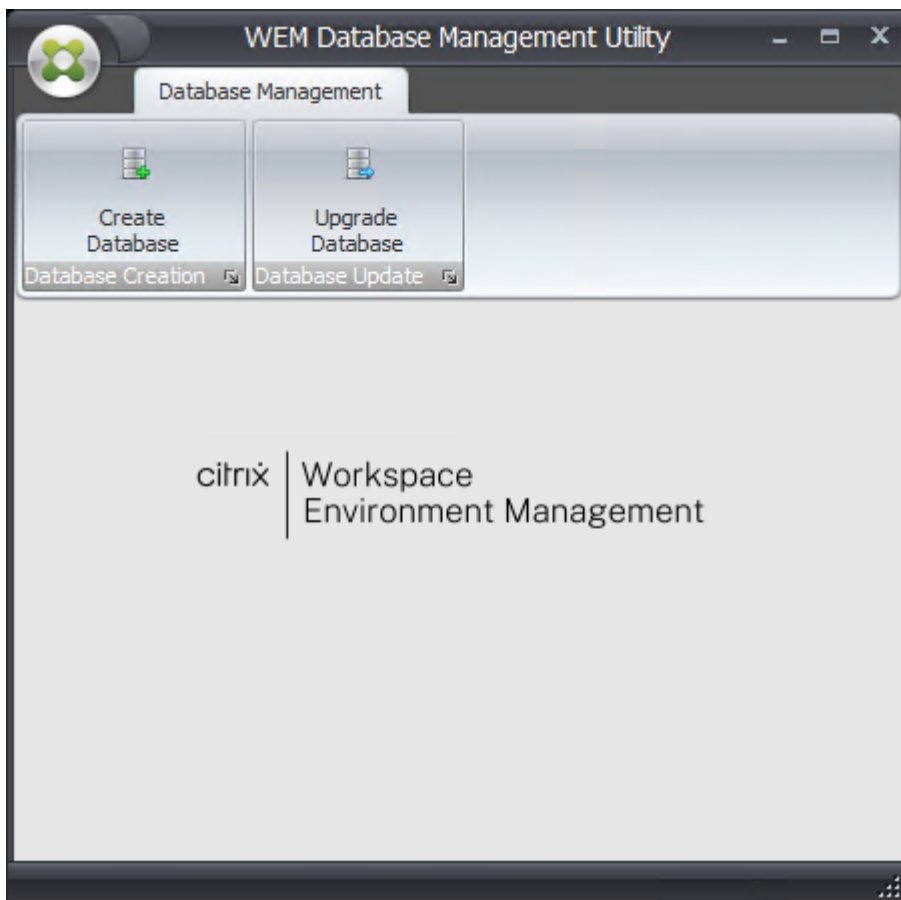 WEM Database Management Utility
Database Management
Create
Database
Upgrade
Database
Database Creation
Database Update
citrix
Workspace
Environment Management